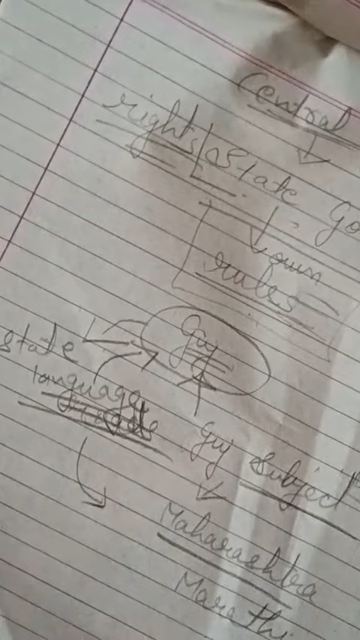 Central
rights State Go
own
rules
Guj
state
language
Guj Subject
Maharashtra
Marathi